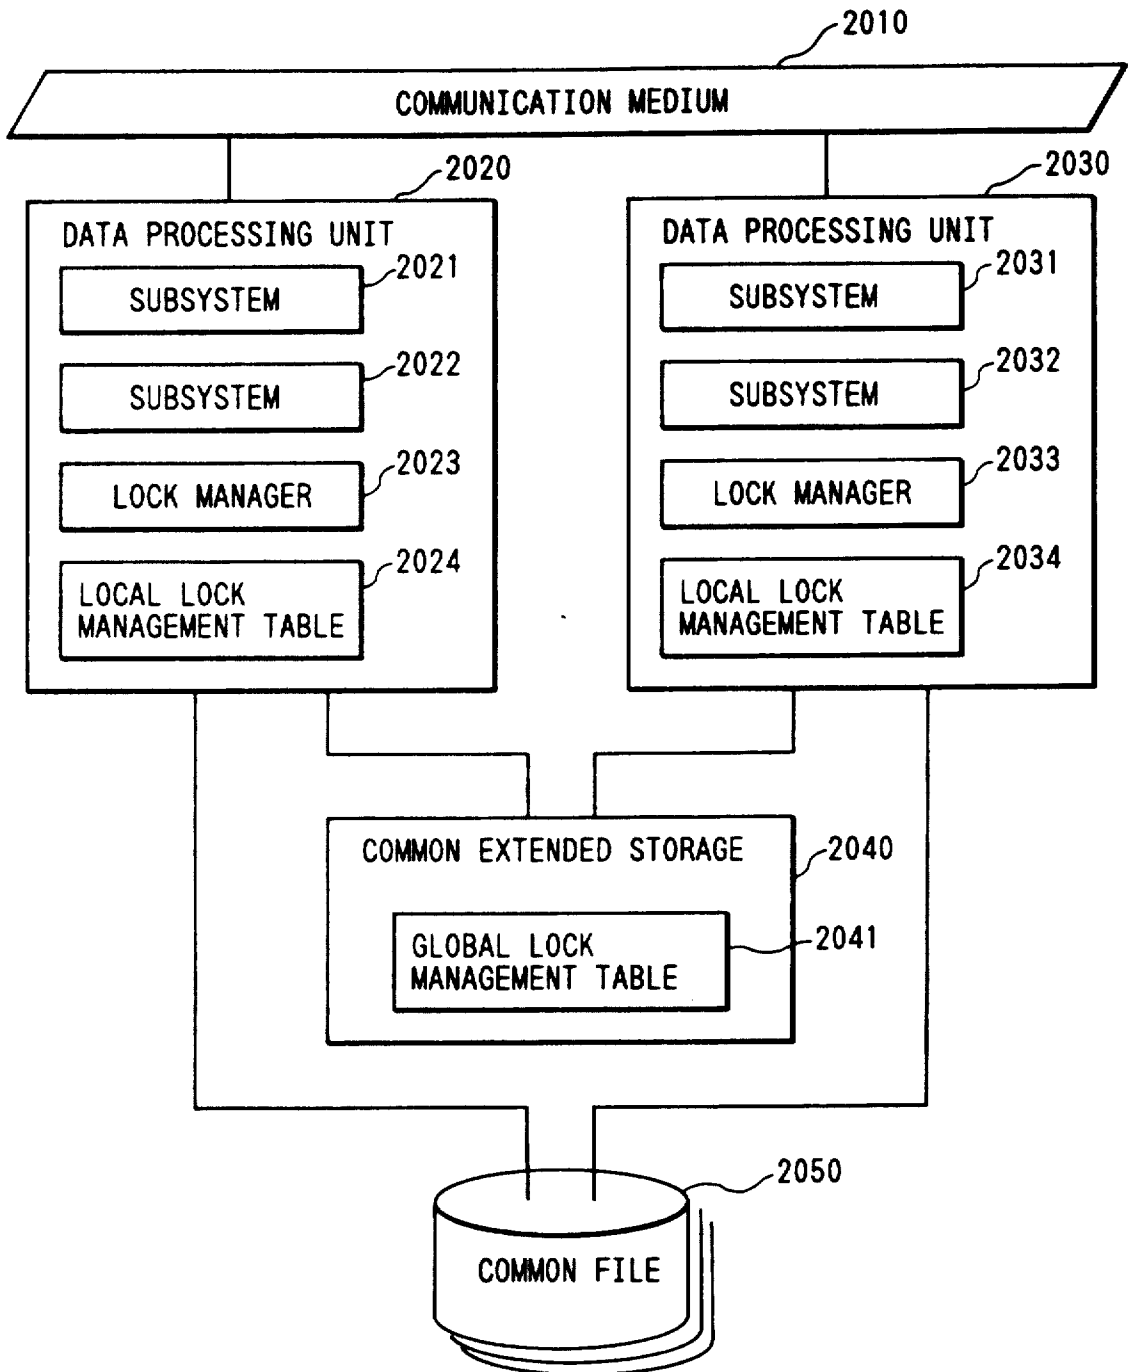 2010
COMMUNICATION MEDIUM
2020
2030
DATA PROCESSING UNIT
2021
SUBSYSTEM
2022
SUBSYSTEM
2023
LOCK MANAGER
2024
LOCAL LOCK
MANAGEMENT TABLE
DATA PROCESSING UNIT
2031
SUBSYSTEM
2032
SUBSYSTEM
2033
LOCK MANAGER
2034
LOCAL LOCK
MANAGEMENT TABLE
COMMON EXTENDED STORAGE
2040
GLOBAL LOCK
MANAGEMENT TABLE
2041
2050
COMMON FILE